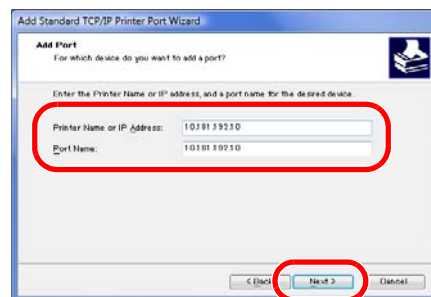 Add Standard TCP/IP Printer Port Wizard
Add Port
For which device do you want to add a port?
Enter the Printer Name or IP address, and a port name for the desired device.
Printer Name or IP Address:
Port Name:
< Back
Next >
Cancel